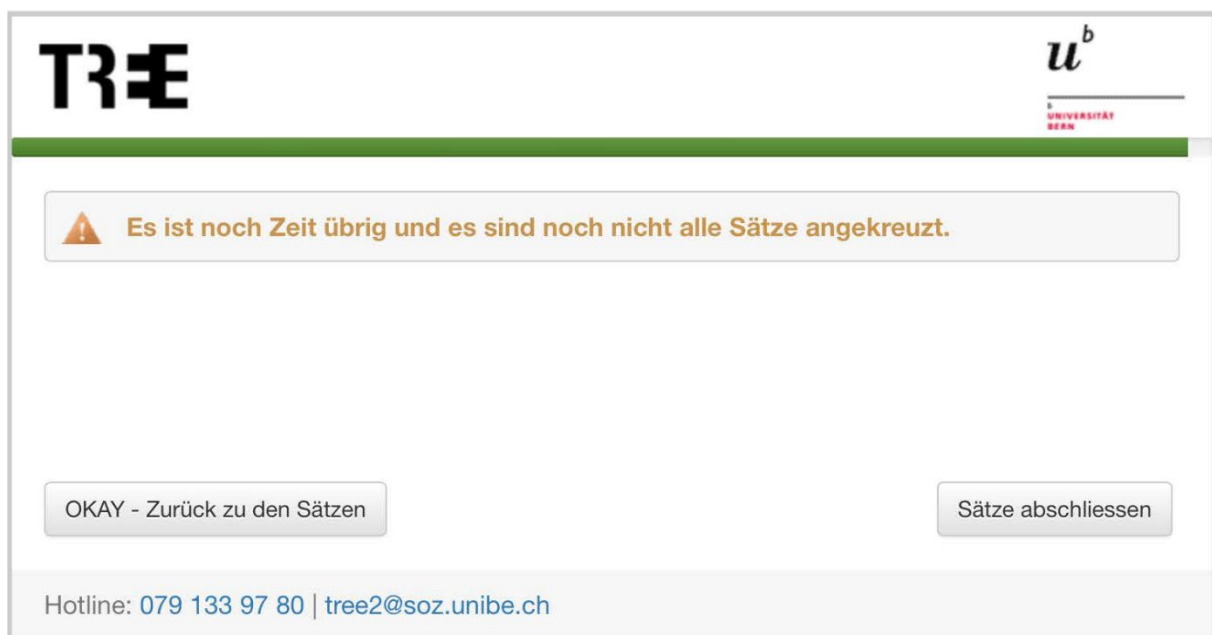 TREE
u^b
b
UNIVERSITÄT
BERN
Es ist noch Zeit übrig und es sind noch nicht alle Sätze angekreuzt.
OKAY - Zurück zu den Sätzen
Sätze abschliessen
Hotline: 079 133 97 80 | tree2@soz.unibe.ch